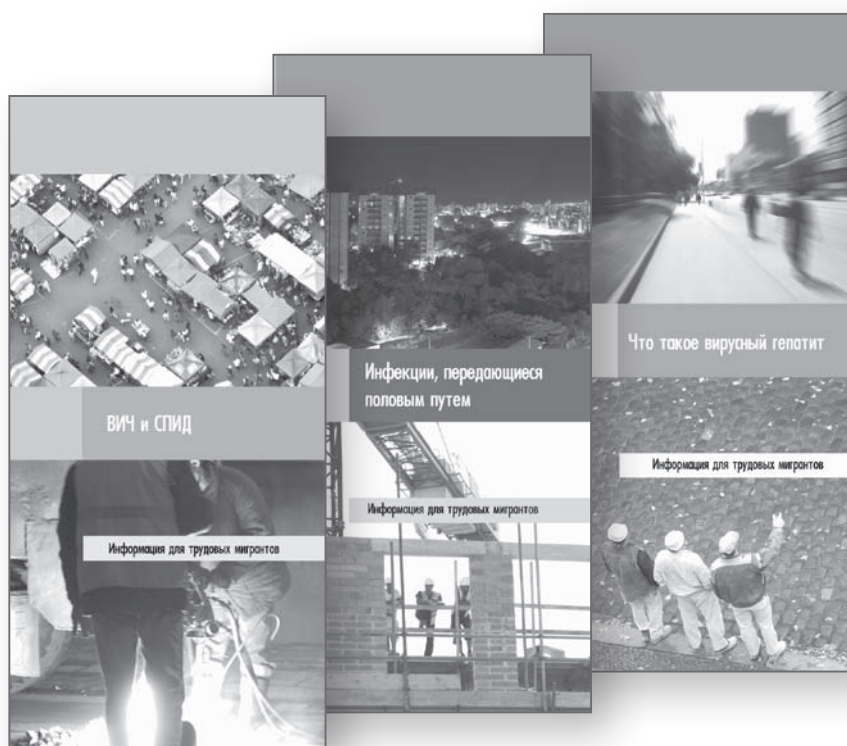 ВИЧ и СПИД
Информация для трудовых мигрантов
Инфекции, передающиеся
половым путем
Информация для трудовых мигрантов
Что такое вирусный гепатит
Информация для трудовых мигрантов